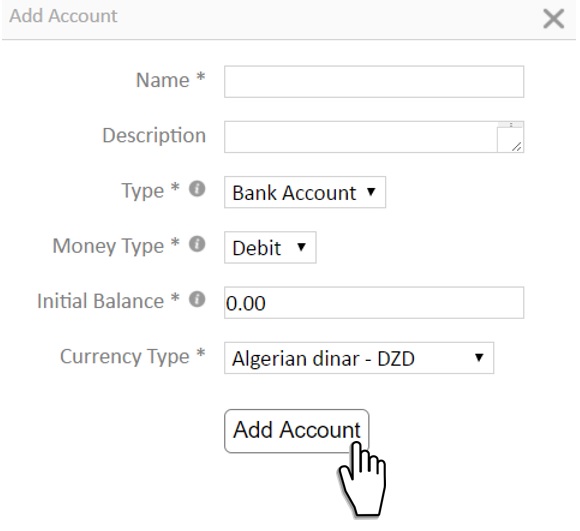 Add Account
Name *
Description
Type * Bank Account
Money Type * Debit
Initial Balance * 0.00
Currency Type * Algerian dinar - DZD
Add Account